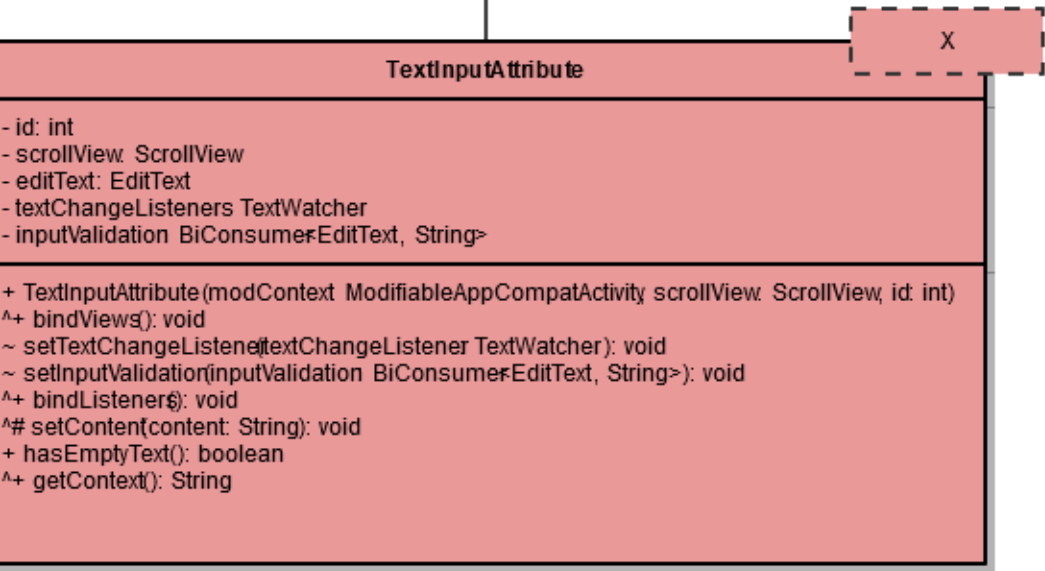 X
TextInputAttribute
- id: int
- scrollView: ScrollView
- editText: EditText
- textChangeListeners TextWatcher
- inputValidation BiConsumer<EditText, String>
+ TextInputAttribute(modContext ModifiableAppCompatActivity, scrollView: ScrollView, id: int)
^+ bindViews(): void
~ setTextChangeListener(textChangeListener TextWatcher): void
~ setInputValidation(inputValidation BiConsumer<EditText, String>): void
^+ bindListeners(): void
^# setContent(content: String): void
+ hasEmptyText(): boolean
^+ getContext(): String